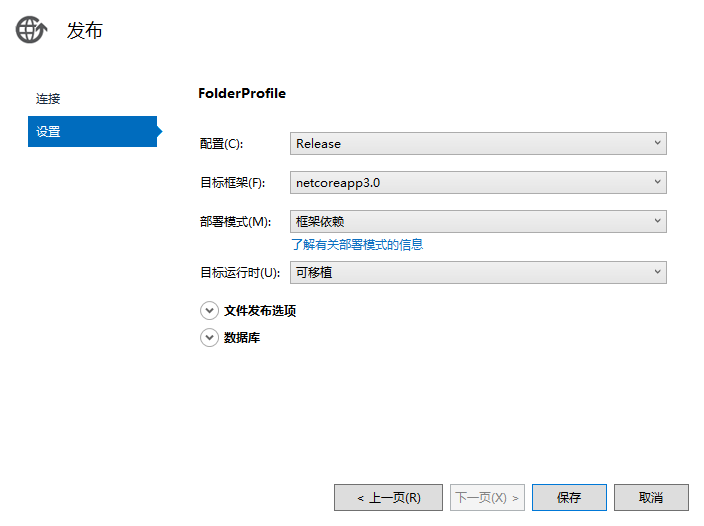 发布
连接
设置
FolderProfile
配置(C): Release
目标框架(F): netcoreapp3.0
部署模式(M): 框架依赖
了解有关部署模式的信息
目标运行时(U): 可移植
文件发布选项
数据库
< 上一页(R) 下一页(X) > 保存 取消